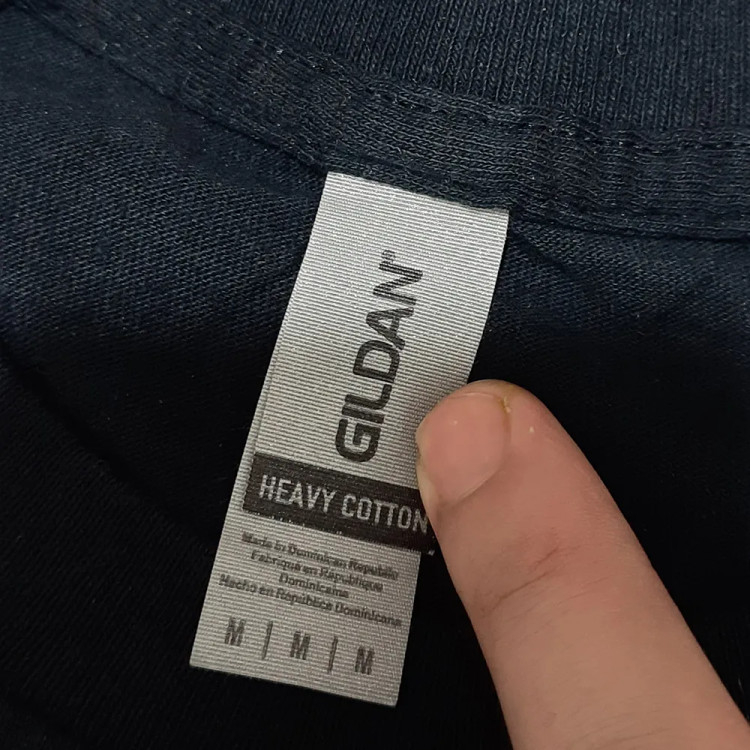 GILDAN®
HEAVY COTTON
Made in Dominican Republic
Fabriqué en République
Dominicaine
Hecho en República Dominicana
M | M | M